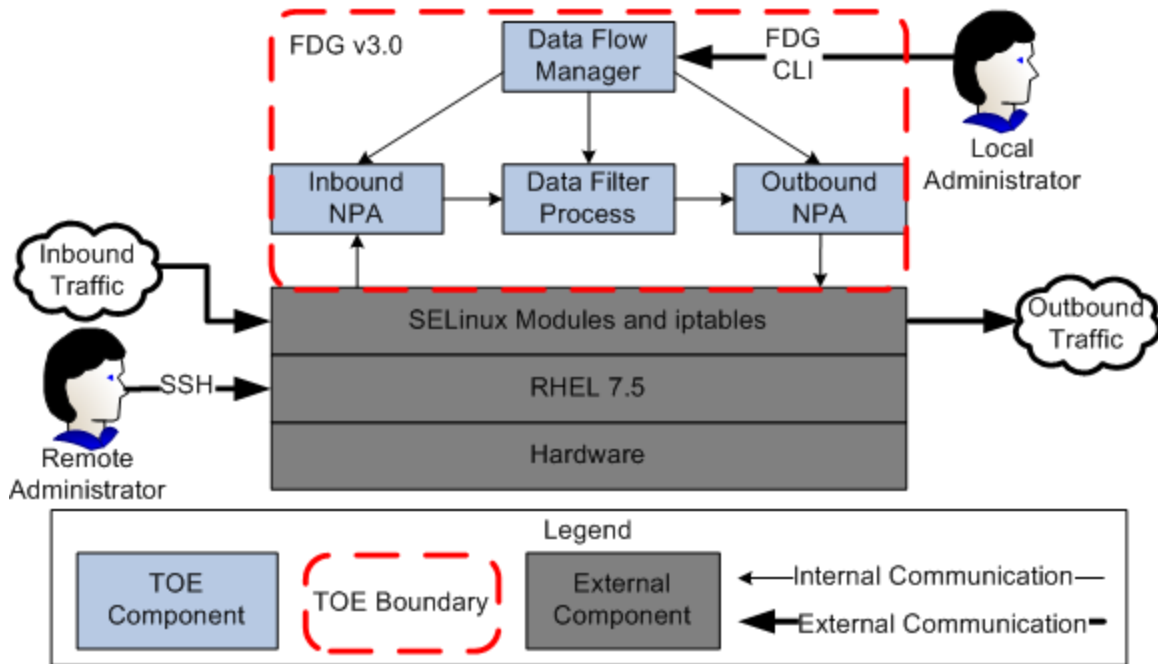 FDG v3.0
Data Flow
Manager
FDG
CLI
Local
Administrator
Inbound
NPA
Data Filter
Process
Outbound
NPA
Inbound
Traffic
SELinux Modules and iptables
Outbound
Traffic
SSH
RHEL 7.5
Remote
Administrator
Hardware
Legend
TOE
Component
TOE Boundary
External
Component
Internal Communication
External Communication